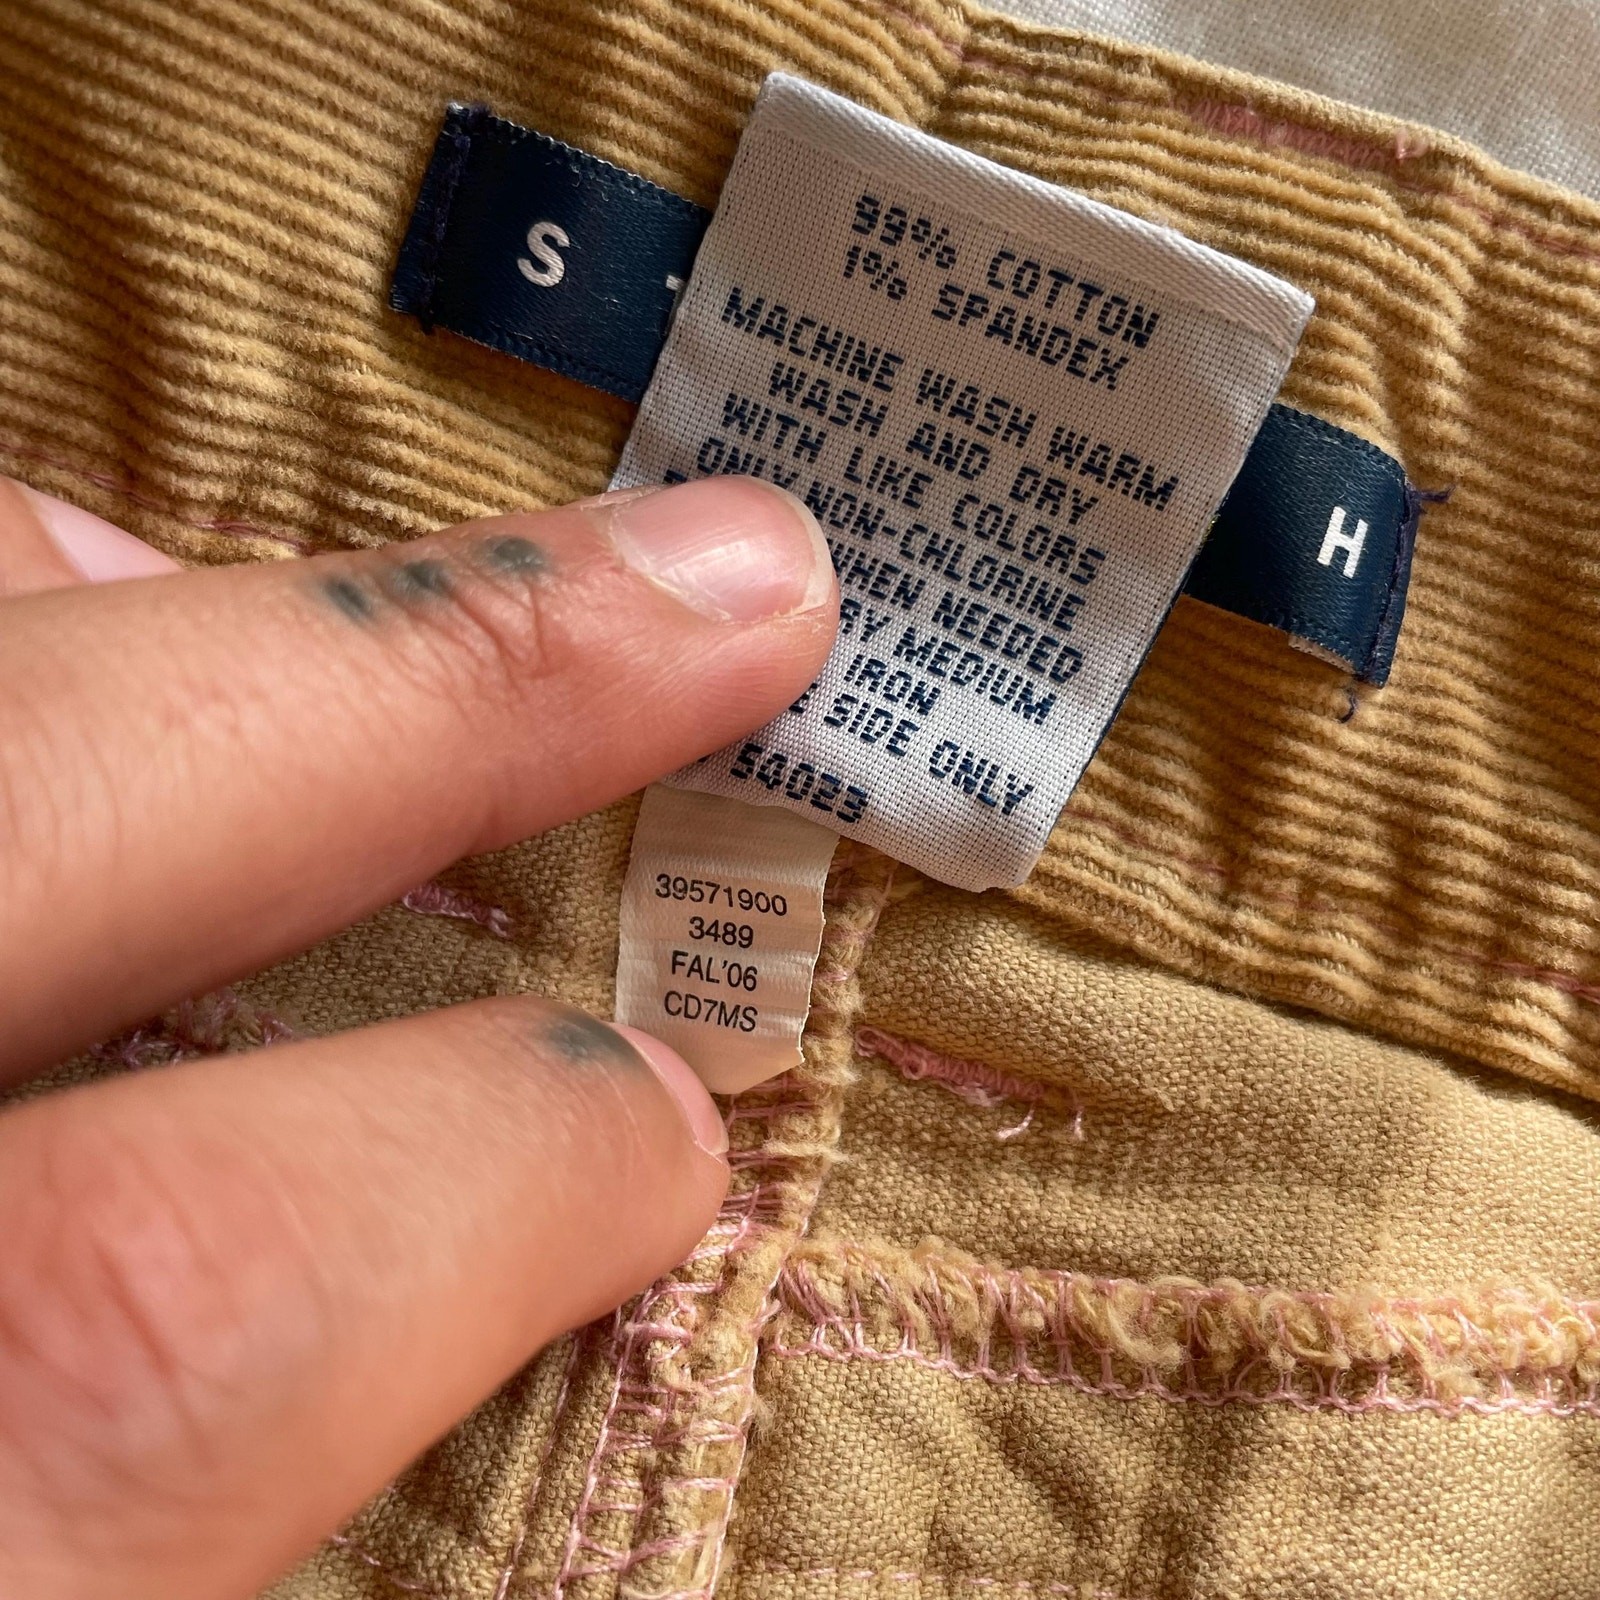 S H
99% COTTON
1% SPANDEX
MACHINE WASH WARM
WASH AND DRY
WITH LIKE COLORS
ONLY NON-CHLORINE
WHEN NEEDED
MEDIUM
IRON
SIDE ONLY
54023
39571900
3489
FAL'06
CD7MS